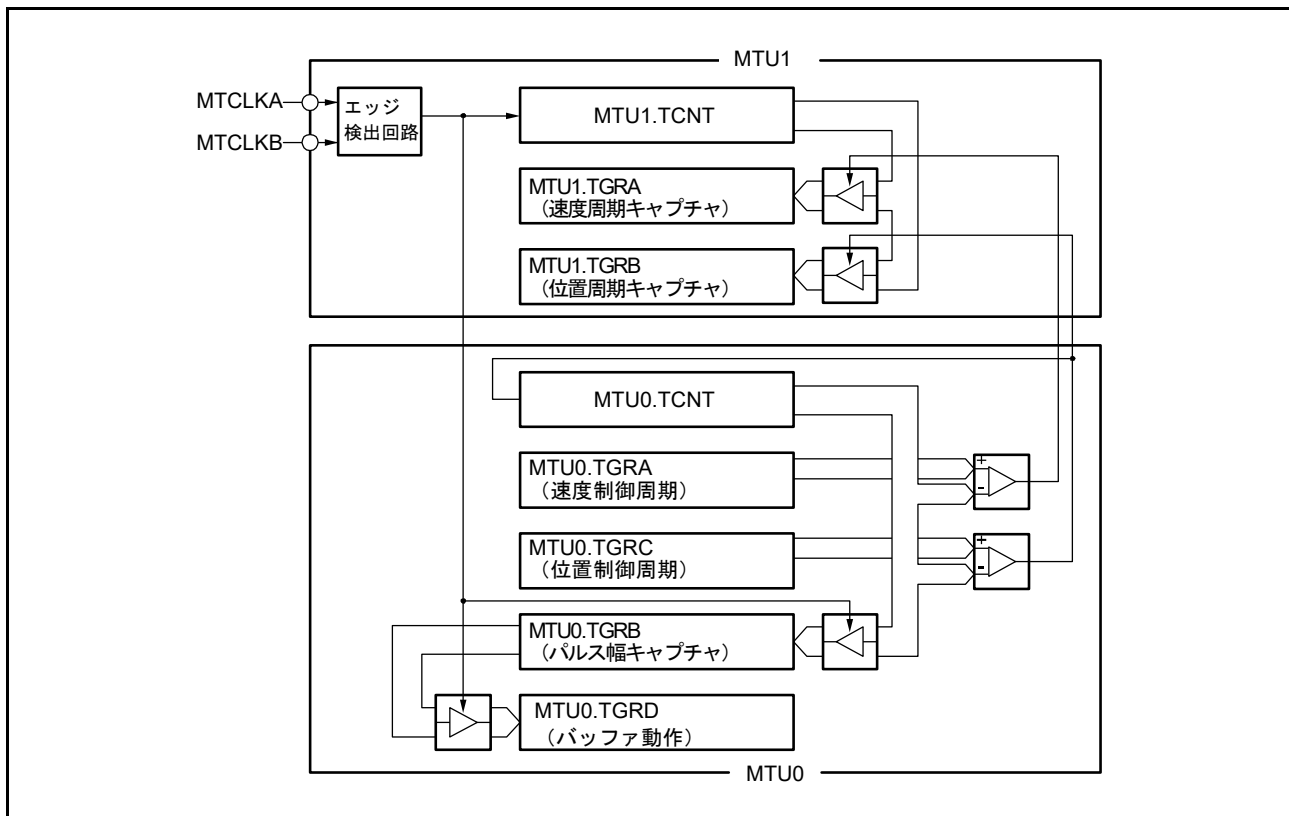 MTU1
MTCLKA
MTCLKB
エッジ
検出回路
MTU1.TCNT
MTU1.TGRA
（速度周期キャプチャ）
MTU1.TGRB
（位置周期キャプチャ）
MTU0.TCNT
MTU0.TGRA
（速度制御周期）
+
-
MTU0.TGRC
（位置制御周期）
+
-
MTU0.TGRB
（パルス幅キャプチャ）
MTU0.TGRD
（バッファ動作）
MTU0